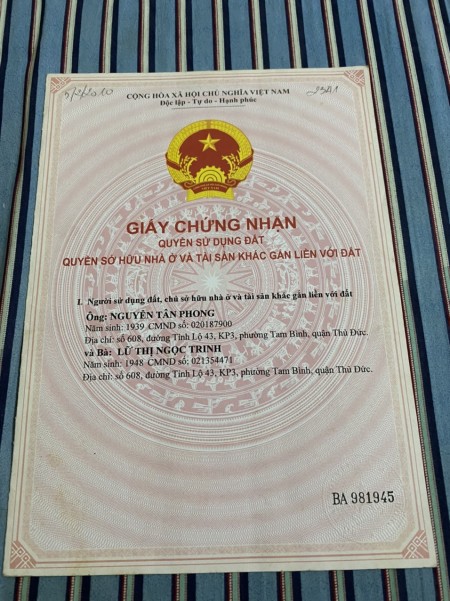 5/2/2010
2341
CỘNG HÒA XÃ HỘI CHỦ NGHĨA VIỆT NAM
Độc lập - Tự do - Hạnh phúc
GIẤY CHỨNG NHẬN
QUYỀN SỬ DỤNG ĐẤT
QUYỀN SỞ HỮU NHÀ Ở VÀ TÀI SẢN KHÁC GẮN LIỀN VỚI ĐẤT
I. Người sử dụng đất, chủ sở hữu nhà ở và tài sản khác gắn liền với đất
Ông: NGUYỄN TẤN PHONG
Năm sinh: 1939 CMND số: 020187900
Địa chỉ: số 608, đường Tỉnh Lộ 43, KP3, phường Tam Bình, quận Thủ Đức.
và Bà: LỮ THỊ NGỌC TRINH
Năm sinh: 1948 CMND số: 021354471
Địa chỉ: số 608, đường Tỉnh Lộ 43, KP3, phường Tam Bình, quận Thủ Đức.
BA 981945